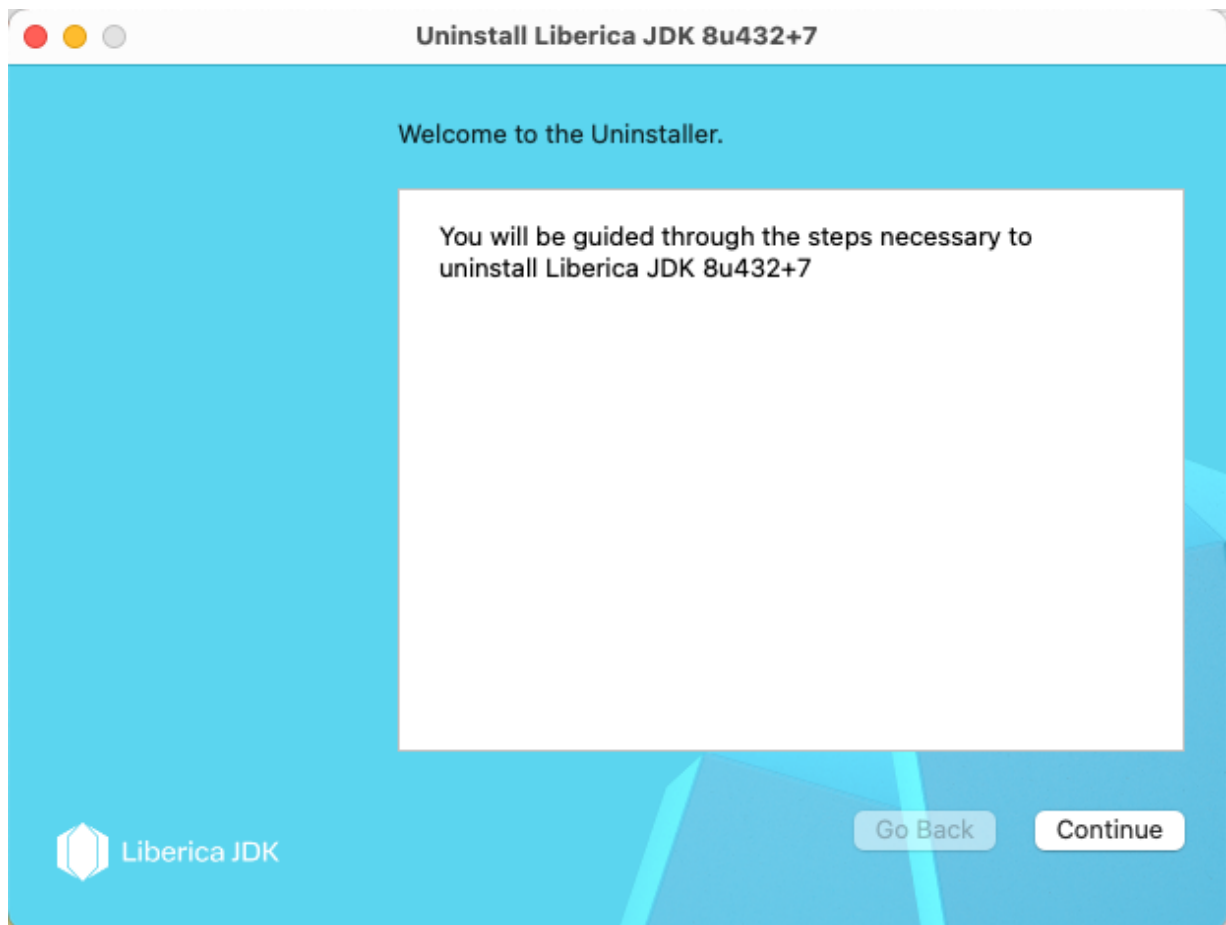 Uninstall Liberica JDK 8u432+7
Welcome to the Uninstaller.
You will be guided through the steps necessary to
uninstall Liberica JDK 8u432+7
Go Back
Continue
Liberica JDK